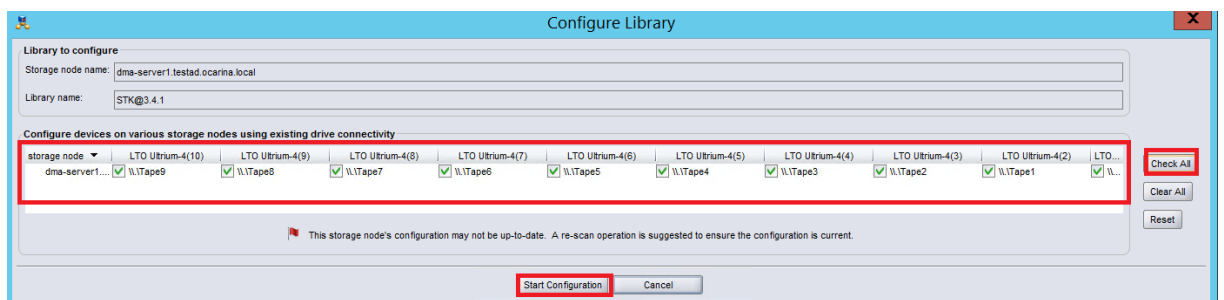 Configure Library
X
Library to configure
Storage node name: dma-server1.testad.ocarina.local
Library name: STK@3.4.1
Configure devices on various storage nodes using existing drive connectivity
storage node LTO Ultrium-4(10) LTO Ultrium-4(9) LTO Ultrium-4(8) LTO Ultrium-4(7) LTO Ultrium-4(6) LTO Ultrium-4(5) LTO Ultrium-4(4) LTO Ultrium-4(3) LTO Ultrium-4(2) LTO...
dma-server1.... \\.\Tape9 \\.\Tape8 \\.\Tape7 \\.\Tape6 \\.\Tape5 \\.\Tape4 \\.\Tape3 \\.\Tape2 \\.\Tape1 \\...
Check All
Clear All
Reset
This storage node's configuration may not be up-to-date. A re-scan operation is suggested to ensure the configuration is current.
Start Configuration Cancel